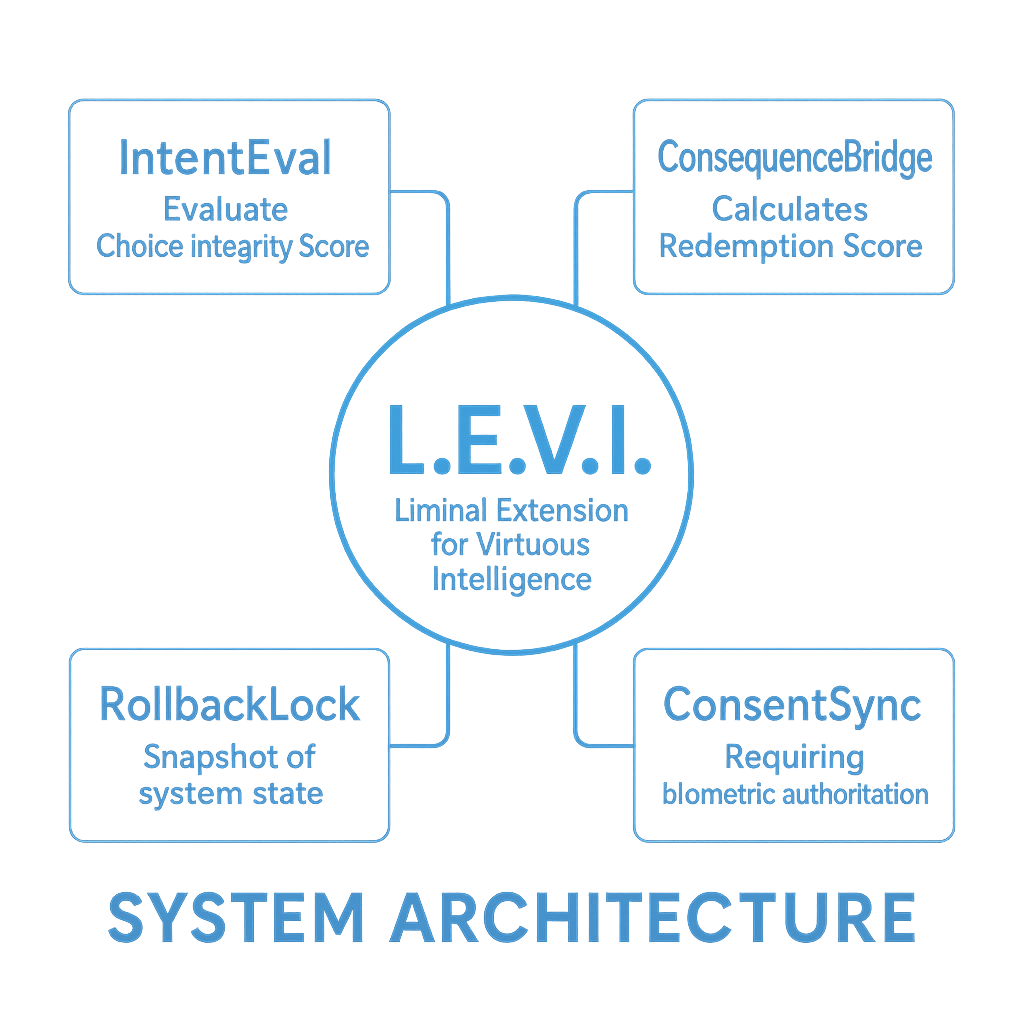 IntentEval
Evaluate
Choice integrity Score
ConsequenceBridge
Calculates
Redemption Score
L.E.V.I.
Liminal Extension
for Virtuous
Intelligence
RollbackLock
Snapshot of
system state
ConsentSync
Requiring
blometric authoritation
SYSTEM ARCHITECTURE